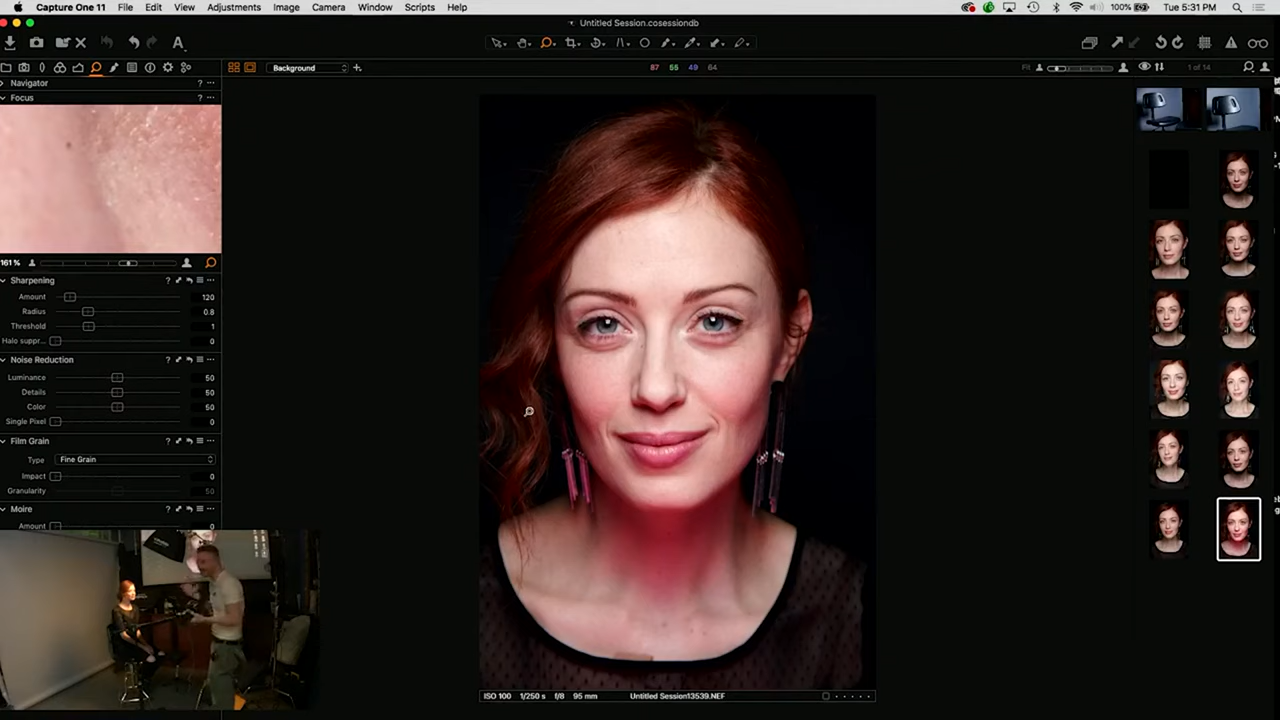 Capture One 11 File Edit View Adjustments Image Camera Window Scripts Help 100% Tue 5:31 PM
Untitled Session.cosessiondb
Background 87 55 49 64 Fit 1 of 14
Navigator ? ...
Focus ? ...
161 %
Sharpening ? ...
Amount 120
Radius 0.8
Threshold 1
Halo suppr... 0
Noise Reduction ? ...
Luminance 50
Details 50
Color 50
Single Pixel 0
Film Grain ? ...
Type Fine Grain
Impact 0
Granularity 50
Moire ? ...
Amount 0
ISO 100 1/250 s f/8 95 mm Untitled Session13539.NEF